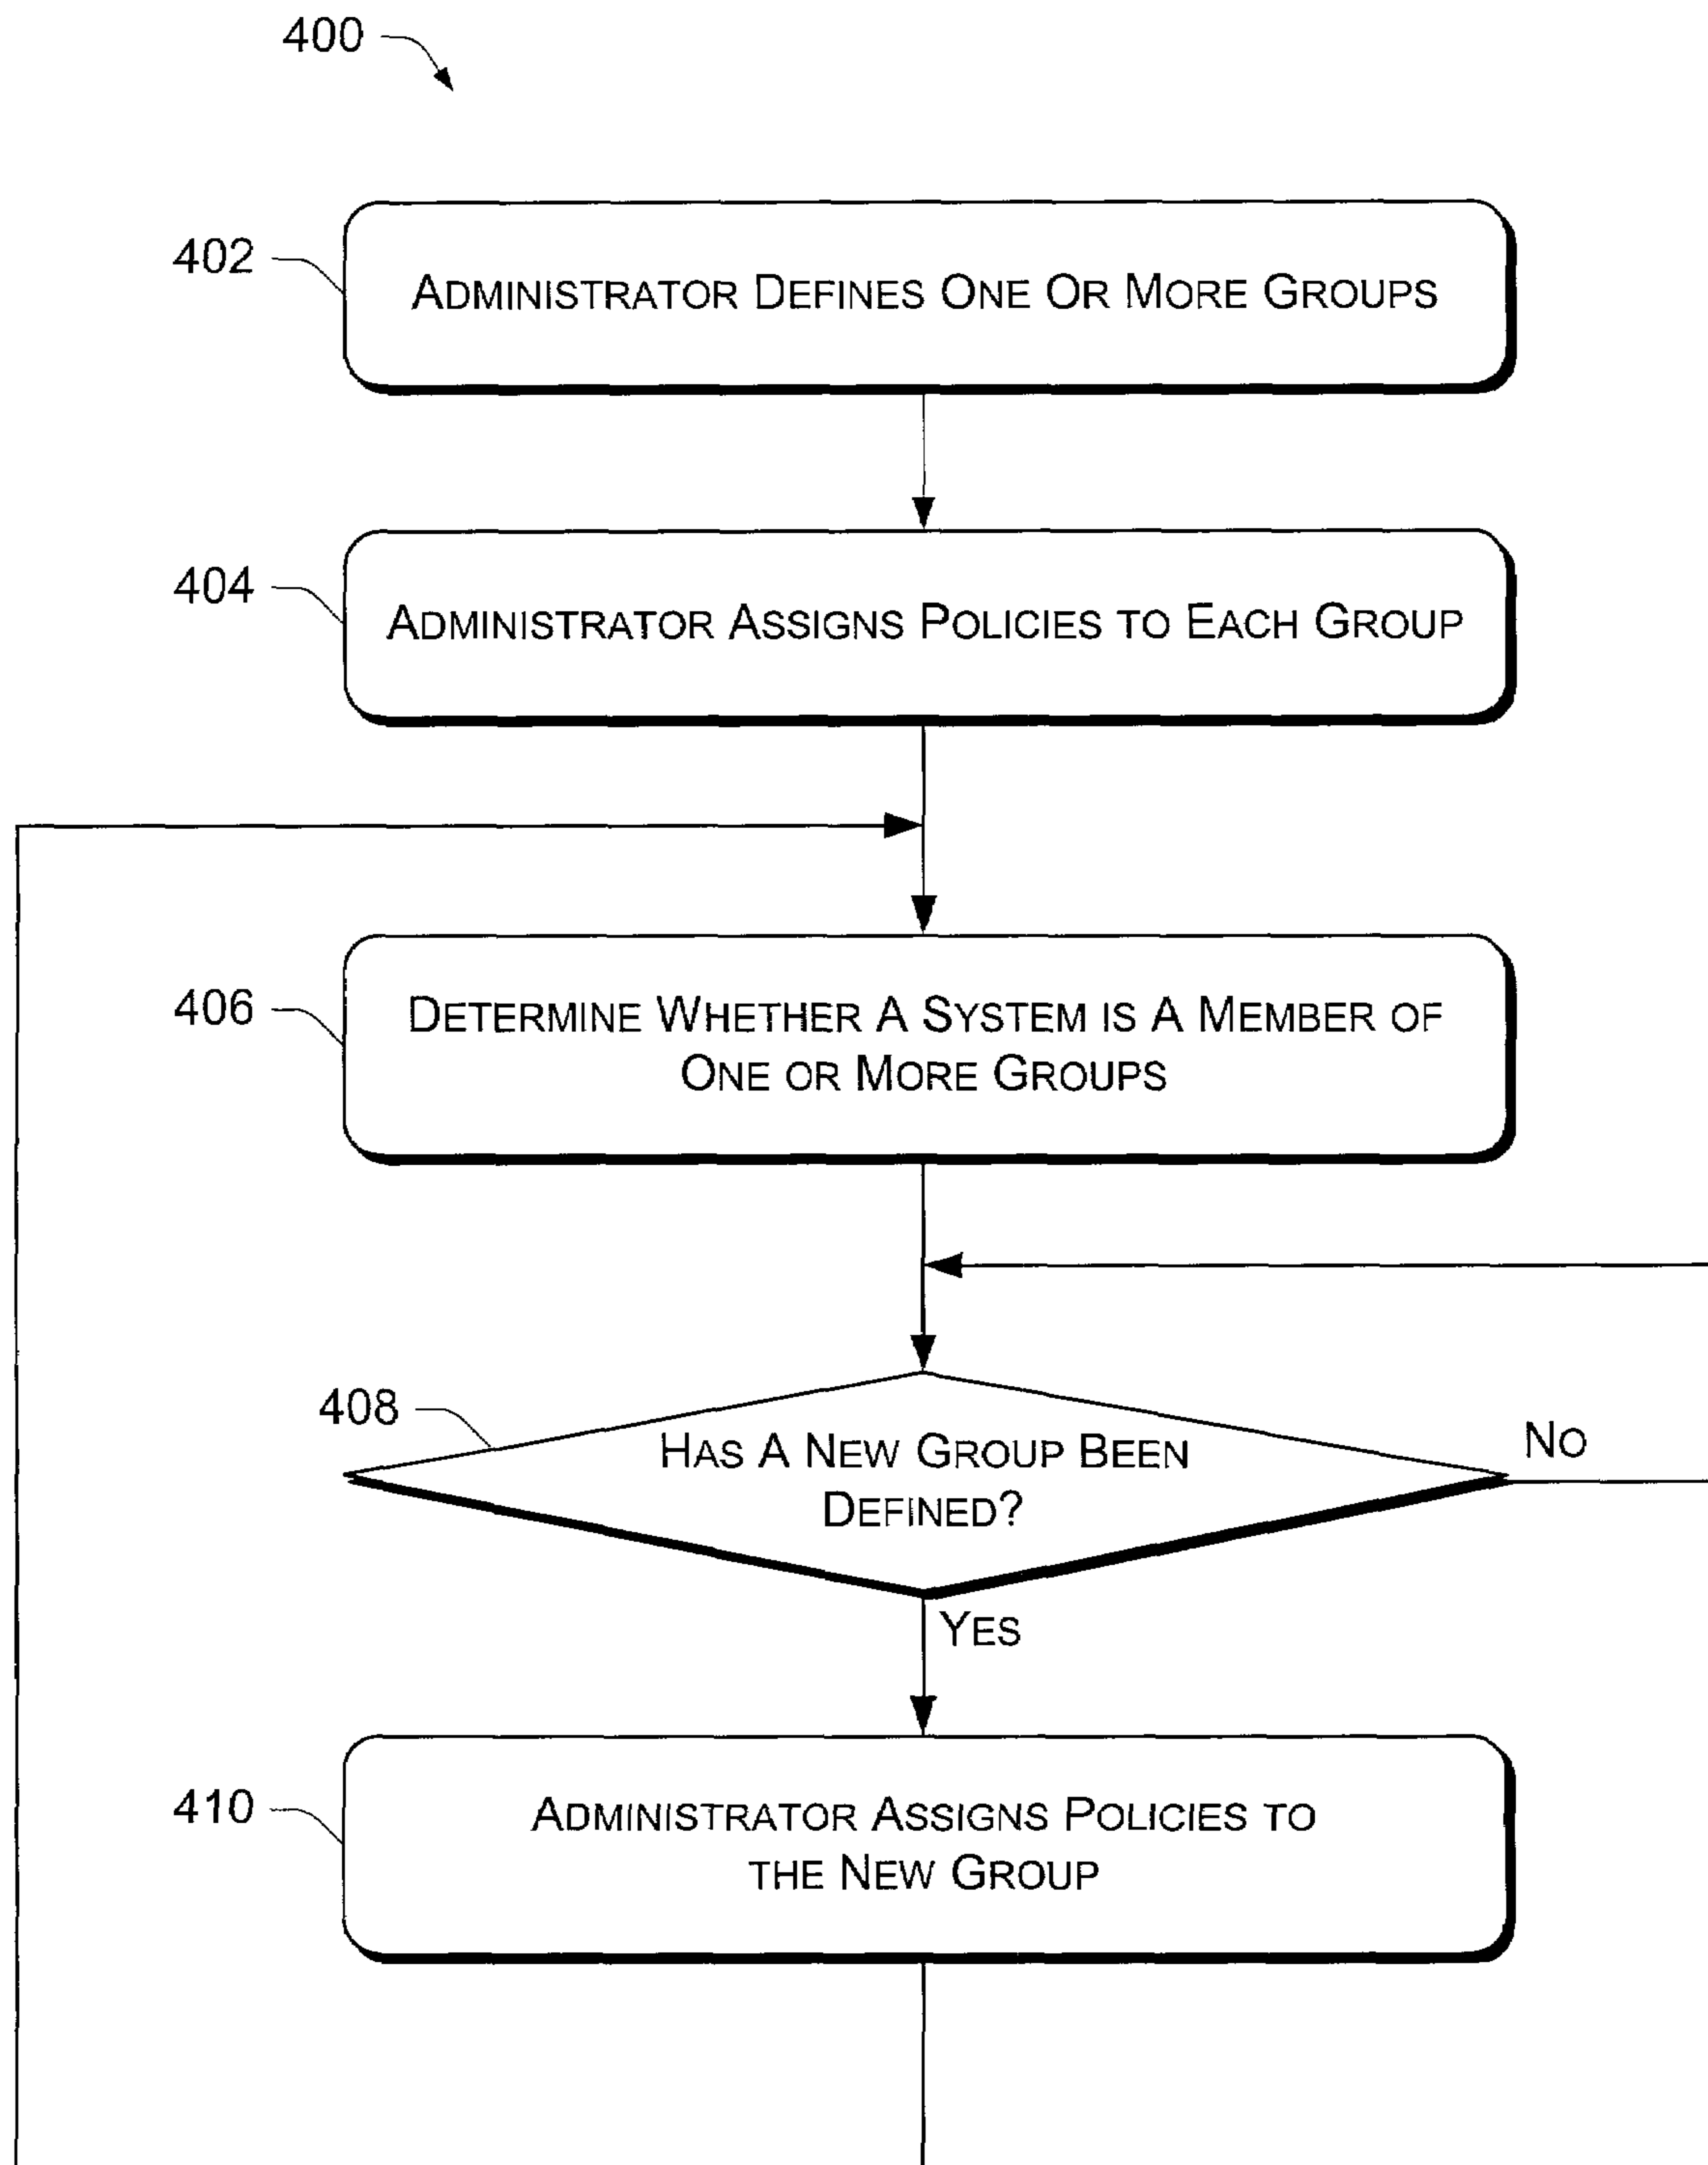 400
402
ADMINISTRATOR DEFINES ONE OR MORE GROUPS
404
ADMINISTRATOR ASSIGNS POLICIES TO EACH GROUP
406
DETERMINE WHETHER A SYSTEM IS A MEMBER OF
ONE OR MORE GROUPS
408
HAS A NEW GROUP BEEN
DEFINED?
NO
YES
410
ADMINISTRATOR ASSIGNS POLICIES TO
THE NEW GROUP